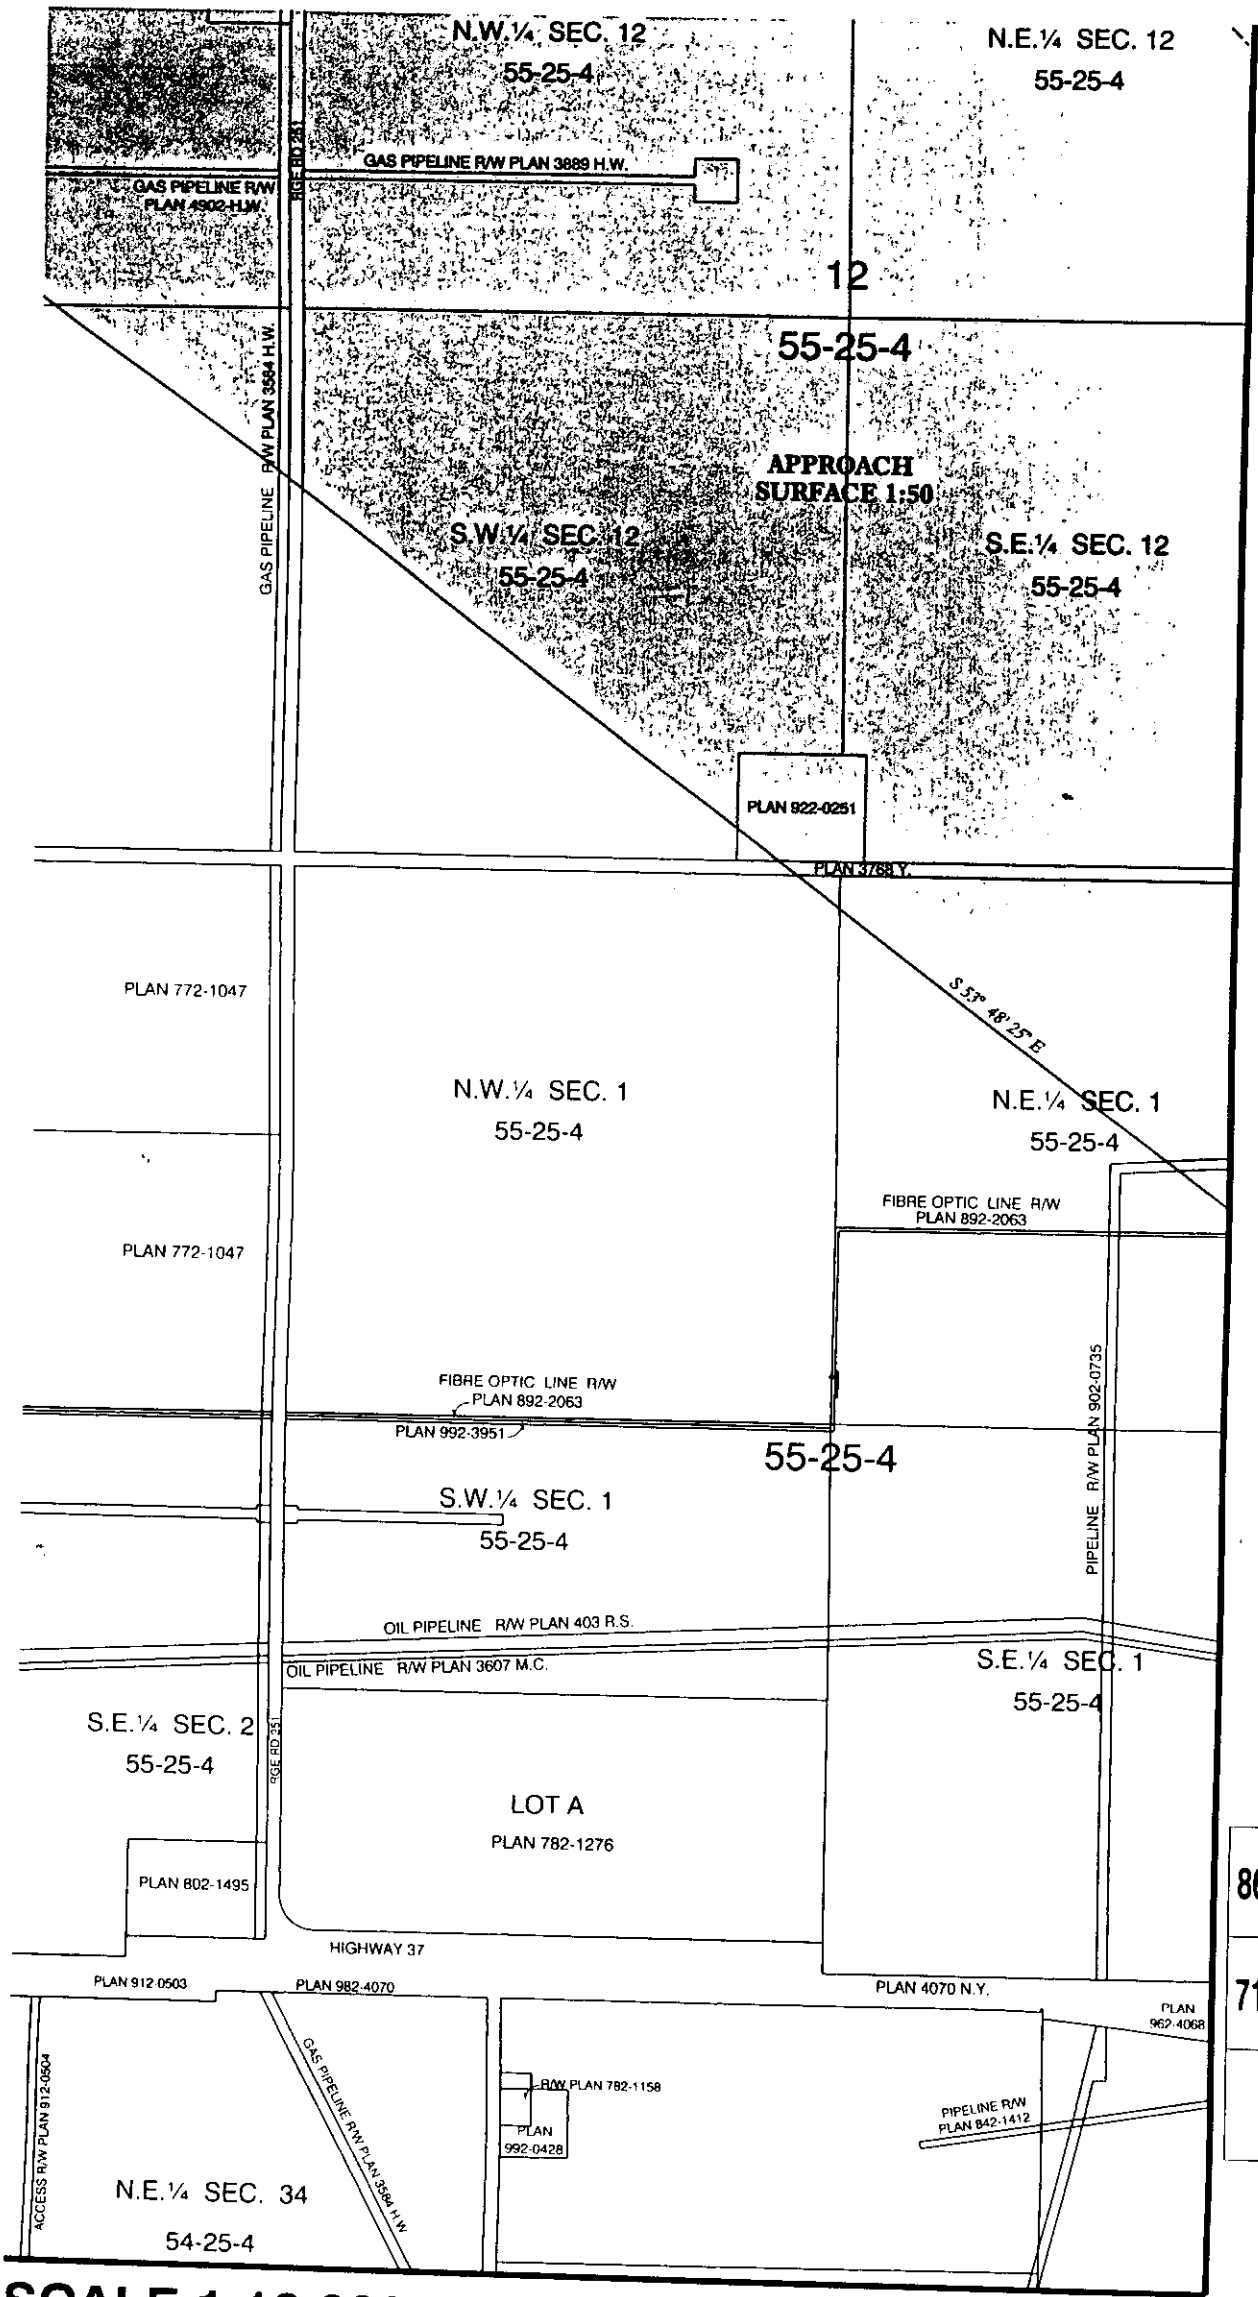 N.W.¼ SEC. 12
55-25-4
N.E.¼ SEC. 12
55-25-4
RGE RD 251
GAS PIPELINE R/W PLAN 3889 H.W.
GAS PIPELINE R/W
PLAN 4902 H.W.
12
55-25-4
GAS PIPELINE R/W PLAN 3584 H.W.
APPROACH
SURFACE 1:50
S.W.¼ SEC. 12
55-25-4
S.E.¼ SEC. 12
55-25-4
PLAN 922-0251
PLAN 3768 Y.
PLAN 772-1047
S 53° 48' 25" E
N.W.¼ SEC. 1
55-25-4
N.E.¼ SEC. 1
55-25-4
FIBRE OPTIC LINE R/W
PLAN 892-2063
PLAN 772-1047
PIPELINE R/W PLAN 902-0735
FIBRE OPTIC LINE R/W
PLAN 892-2063
PLAN 992-3951
55-25-4
S.W.¼ SEC. 1
55-25-4
OIL PIPELINE R/W PLAN 403 R.S.
OIL PIPELINE R/W PLAN 3607 M.C.
S.E.¼ SEC. 1
55-25-4
S.E.¼ SEC. 2
55-25-4
RGE RD 251
LOT A
PLAN 782-1276
PLAN 802-1495
HIGHWAY 37
PLAN 912-0503
PLAN 982-4070
PLAN 4070 N.Y.
PLAN
962-4068
ACCESS R/W PLAN 912-0504
GAS PIPELINE R/W PLAN 3584 H.W
R/W PLAN 782-1158
PLAN
992-0428
PIPELINE R/W
PLAN 842-1412
N.E.¼ SEC. 34
54-25-4